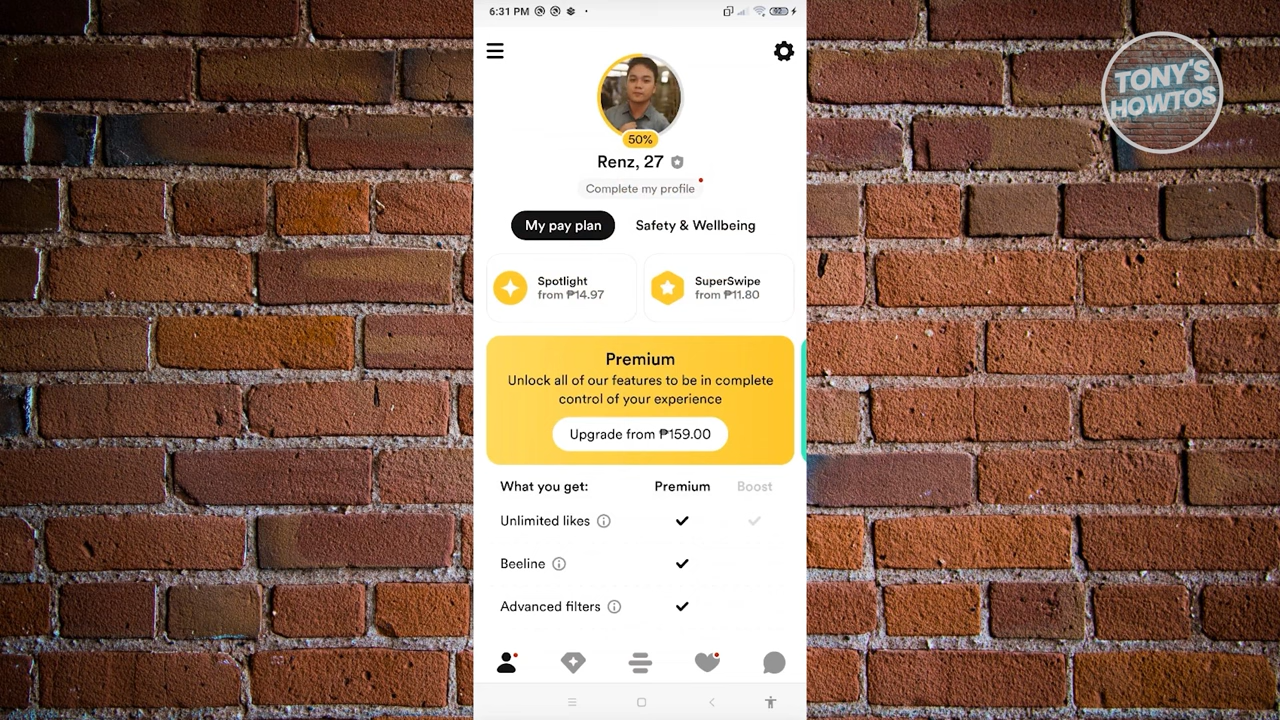 6:31 PM
92
TONY'S
HOWTOS
50%
Renz, 27
Complete my profile
My pay plan
Safety & Wellbeing
Spotlight
from ₱14.97
SuperSwipe
from ₱11.80
Premium
Unlock all of our features to be in complete
control of your experience
Upgrade from ₱159.00
What you get: Premium Boost
Unlimited likes
Beeline
Advanced filters